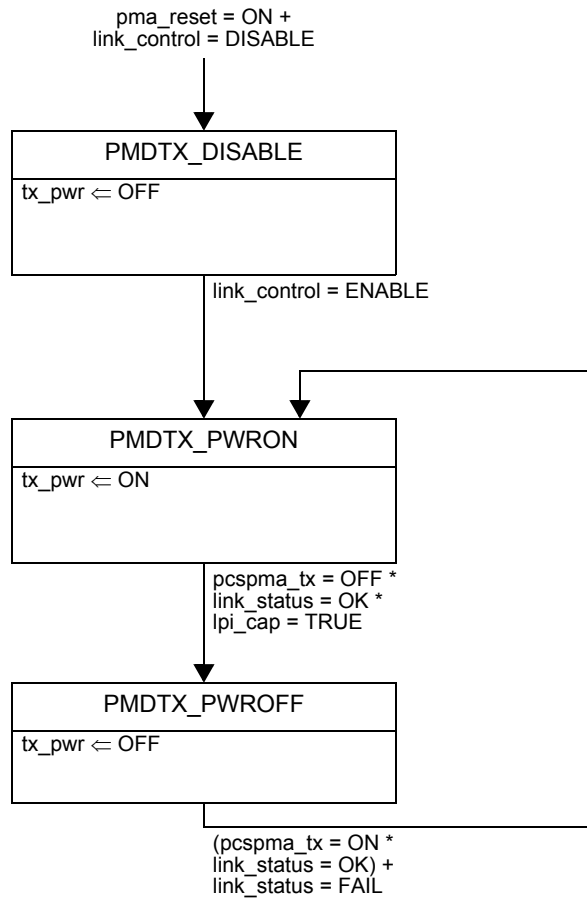 pma_reset = ON +
link_control = DISABLE
PMDTX_DISABLE
tx_pwr ⇐ OFF
link_control = ENABLE
PMDTX_PWRON
tx_pwr ⇐ ON
pcspma_tx = OFF *
link_status = OK *
lpi_cap = TRUE
PMDTX_PWROFF
tx_pwr ⇐ OFF
(pcspma_tx = ON *
link_status = OK) +
link_status = FAIL